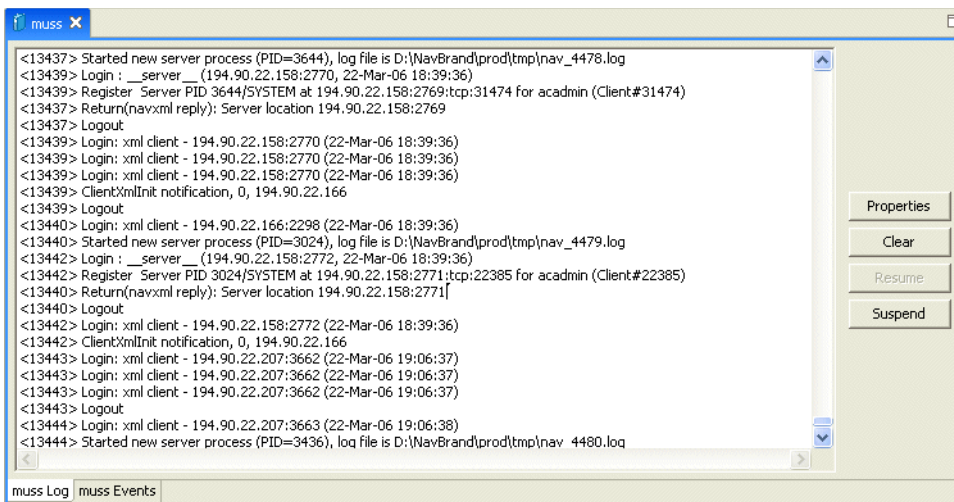 muss
<13437> Started new server process (PID=3644), log file is D:\NavBrand\prod\tmp\nav_4478.log
<13439> Login : __server__ (194.90.22.158:2770, 22-Mar-06 18:39:36)
<13439> Register  Server PID 3644/SYSTEM at 194.90.22.158:2769:tcp:31474 for acadmin (Client#31474)
<13437> Return(navxml reply): Server location 194.90.22.158:2769
<13437> Logout
<13439> Login: xml client - 194.90.22.158:2770 (22-Mar-06 18:39:36)
<13439> Login: xml client - 194.90.22.158:2770 (22-Mar-06 18:39:36)
<13439> Login: xml client - 194.90.22.158:2770 (22-Mar-06 18:39:36)
<13439> ClientXmlInit notification, 0, 194.90.22.166
<13439> Logout
<13440> Login: xml client - 194.90.22.166:2298 (22-Mar-06 18:39:36)
<13440> Started new server process (PID=3024), log file is D:\NavBrand\prod\tmp\nav_4479.log
<13442> Login : __server__ (194.90.22.158:2772, 22-Mar-06 18:39:36)
<13442> Register  Server PID 3024/SYSTEM at 194.90.22.158:2771:tcp:22385 for acadmin (Client#22385)
<13440> Return(navxml reply): Server location 194.90.22.158:2771
<13440> Logout
<13442> Login: xml client - 194.90.22.158:2772 (22-Mar-06 18:39:36)
<13442> ClientXmlInit notification, 0, 194.90.22.166
<13443> Login: xml client - 194.90.22.207:3662 (22-Mar-06 19:06:37)
<13443> Login: xml client - 194.90.22.207:3662 (22-Mar-06 19:06:37)
<13443> Login: xml client - 194.90.22.207:3662 (22-Mar-06 19:06:37)
<13443> Logout
<13444> Login: xml client - 194.90.22.207:3663 (22-Mar-06 19:06:38)
<13444> Started new server process (PID=3436), log file is D:\NavBrand\prod\tmp\nav_4480.log
Properties
Clear
Resume
Suspend
muss Log muss Events